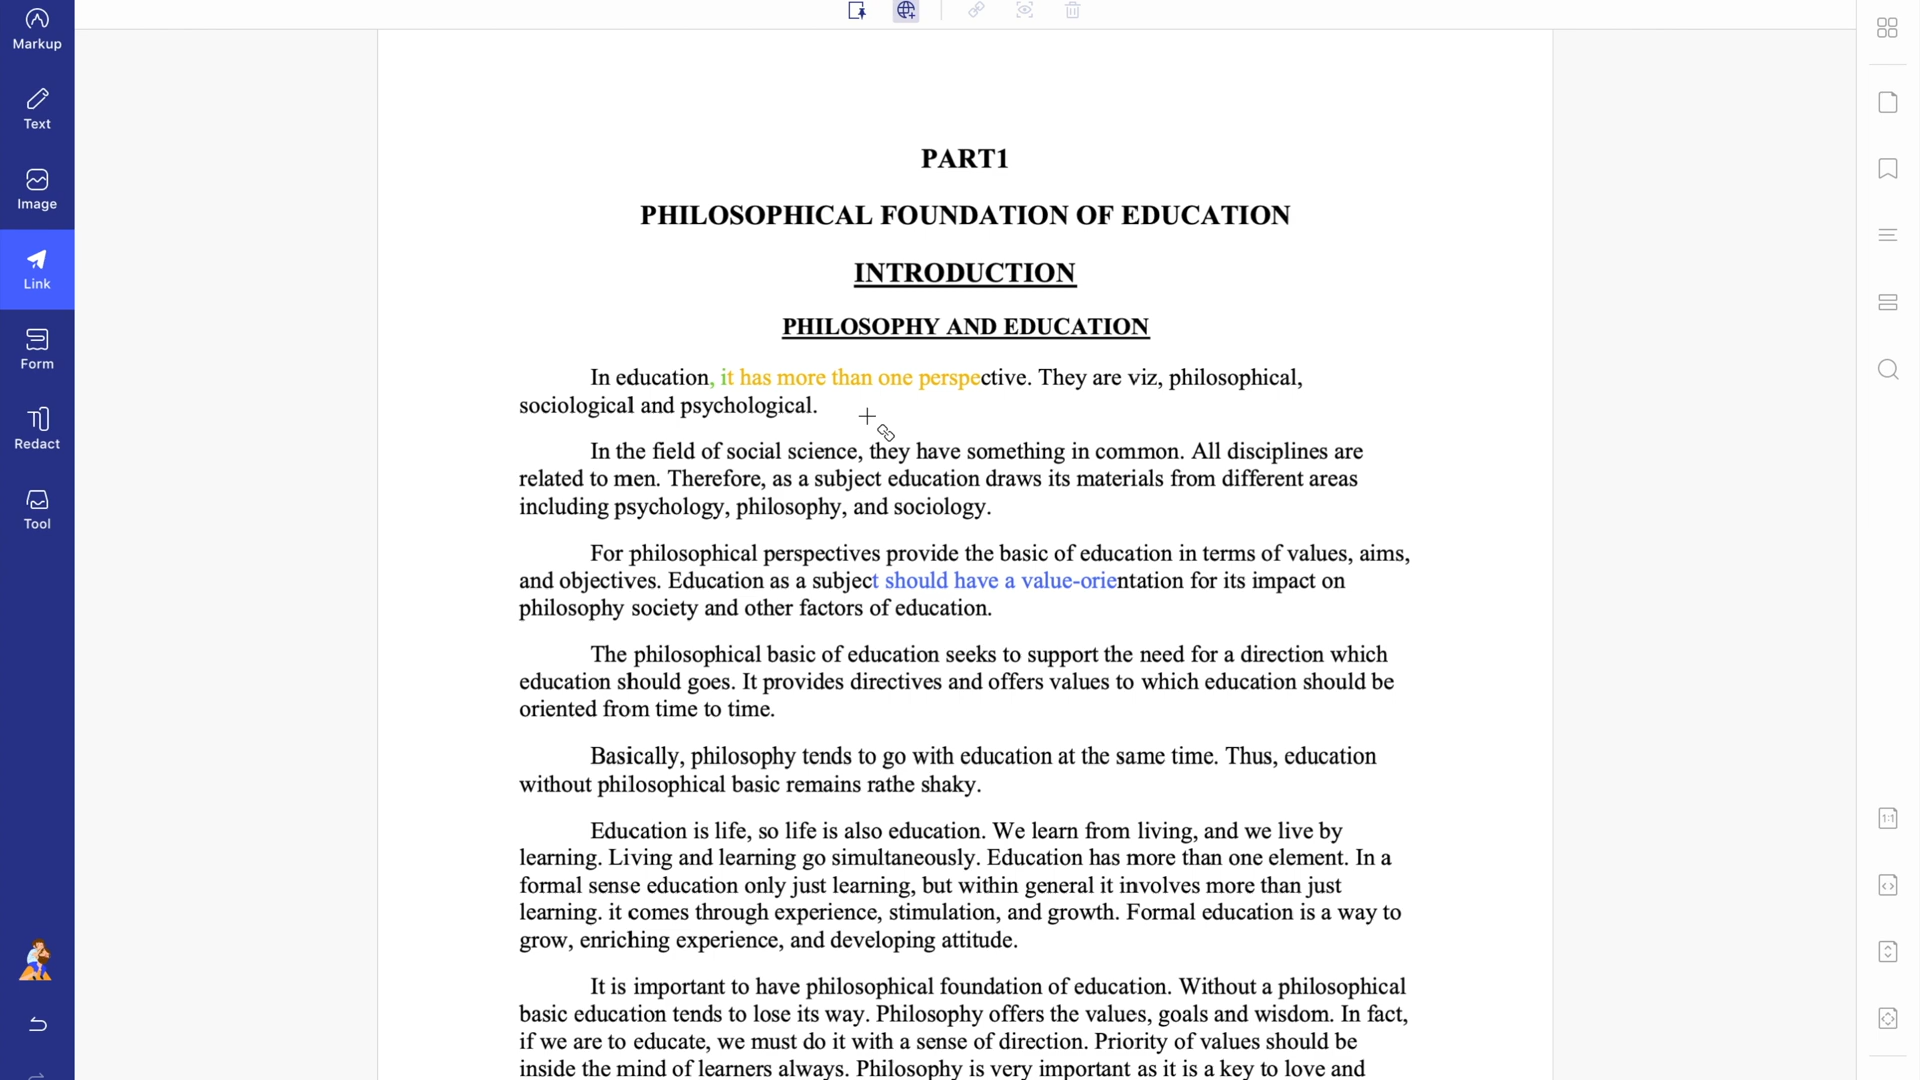 Markup
Text
Image
Link
Form
Redact
Tool
PART1
PHILOSOPHICAL FOUNDATION OF EDUCATION
INTRODUCTION
PHILOSOPHY AND EDUCATION
In education, it has more than one perspective. They are viz, philosophical,
sociological and psychological.
In the field of social science, they have something in common. All disciplines are
related to men. Therefore, as a subject education draws its materials from different areas
including psychology, philosophy, and sociology.
For philosophical perspectives provide the basic of education in terms of values, aims,
and objectives. Education as a subject should have a value-orientation for its impact on
philosophy society and other factors of education.
The philosophical basic of education seeks to support the need for a direction which
education should goes. It provides directives and offers values to which education should be
oriented from time to time.
Basically, philosophy tends to go with education at the same time. Thus, education
without philosophical basic remains rathe shaky.
Education is life, so life is also education. We learn from living, and we live by
learning. Living and learning go simultaneously. Education has more than one element. In a
formal sense education only just learning, but within general it involves more than just
learning. it comes through experience, stimulation, and growth. Formal education is a way to
grow, enriching experience, and developing attitude.
It is important to have philosophical foundation of education. Without a philosophical
basic education tends to lose its way. Philosophy offers the values, goals and wisdom. In fact,
if we are to educate, we must do it with a sense of direction. Priority of values should be
inside the mind of learners always. Philosophy is very important as it is a key to love and
1:1